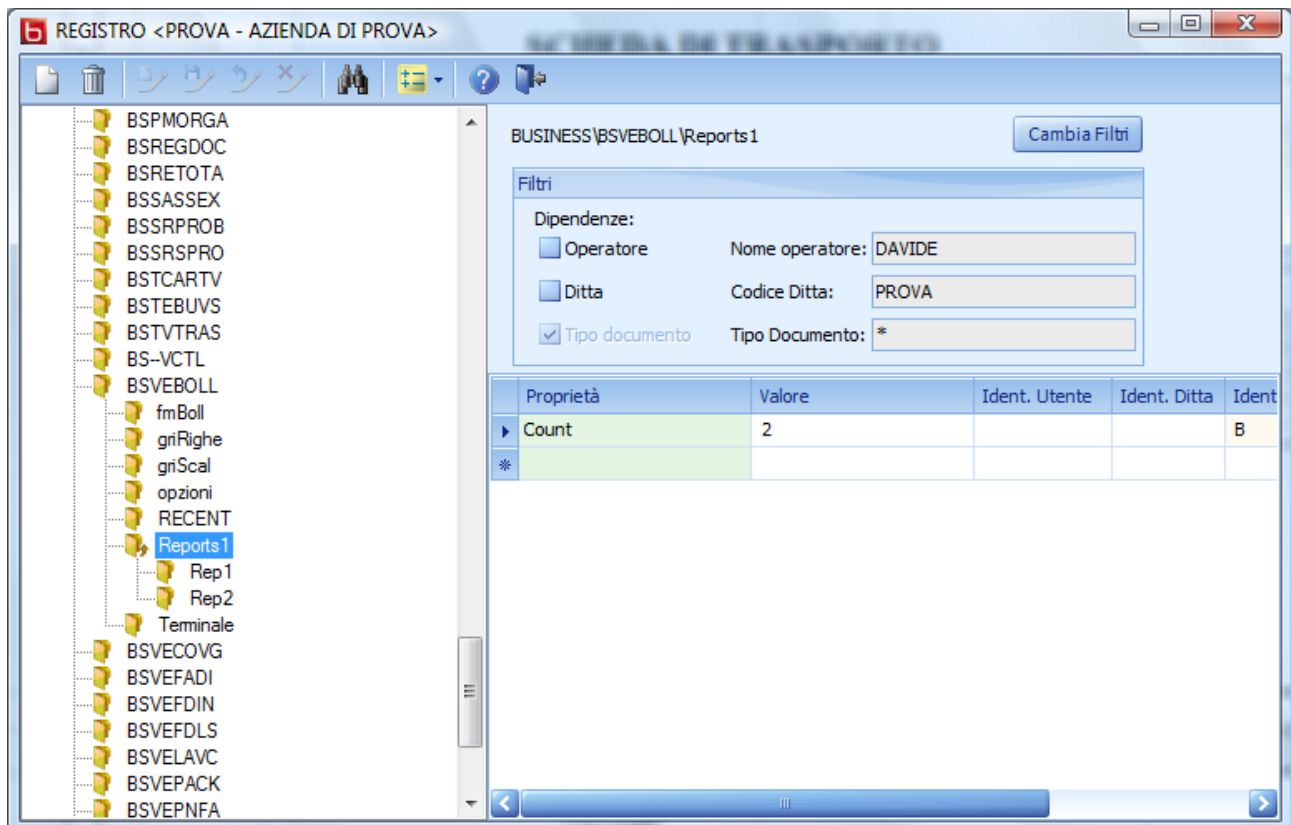 REGISTRO <PROVA - AZIENDA DI PROVA>
SCHEDA DI TRASPORTO
BSPMORGA
BSREGDOC
BSRETOTA
BSSASSEX
BSSRPROB
BSSRSPRO
BSTCARTV
BSTEBUVS
BSTVTRAS
BS--VCTL
BSVEBOLL
fmBoll
griRighe
griScal
opzioni
RECENT
Reports1
Rep1
Rep2
Terminale
BSVECOVG
BSVEFADI
BSVEFDIN
BSVEFDLS
BSVELAVC
BSVEPACK
BSVEPNFA
BUSINESS\BSVEBOLL\Reports1 Cambia Filtri
Filtri
Dipendenze:
Operatore Nome operatore: DAVIDE
Ditta Codice Ditta: PROVA
Tipo documento Tipo Documento: *
Proprietà Valore Ident. Utente Ident. Ditta Ident
Count 2 B